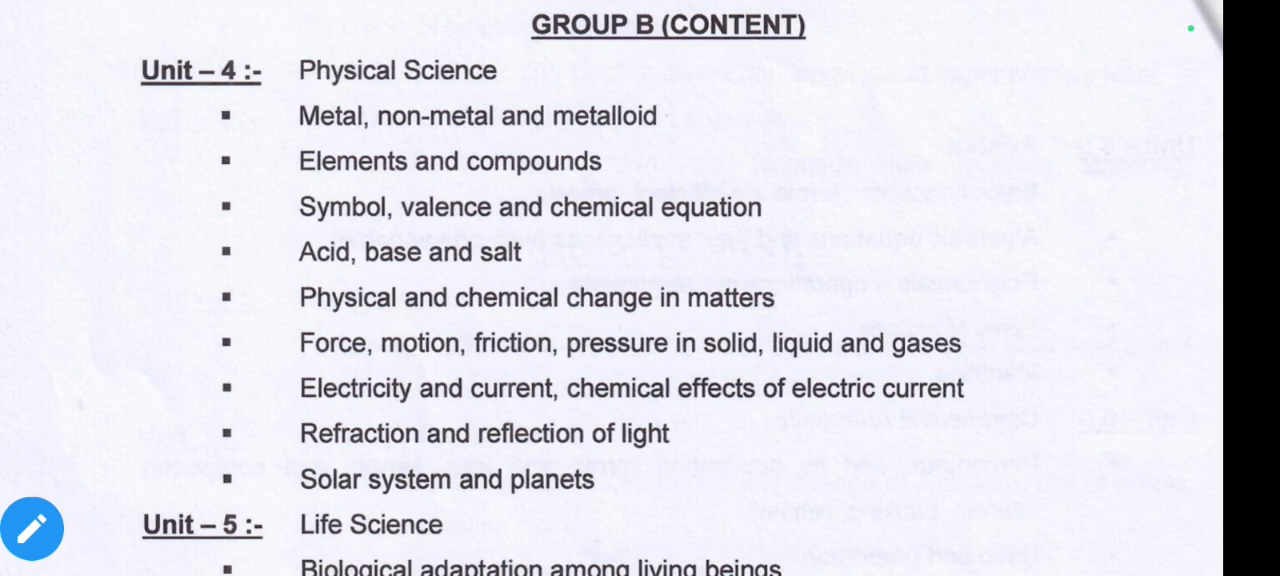 GROUP B (CONTENT)
Unit – 4 :- Physical Science
▪ Metal, non-metal and metalloid
▪ Elements and compounds
▪ Symbol, valence and chemical equation
▪ Acid, base and salt
▪ Physical and chemical change in matters
▪ Force, motion, friction, pressure in solid, liquid and gases
▪ Electricity and current, chemical effects of electric current
▪ Refraction and reflection of light
▪ Solar system and planets
Unit – 5 :- Life Science
▪ Biological adaptation among living beings